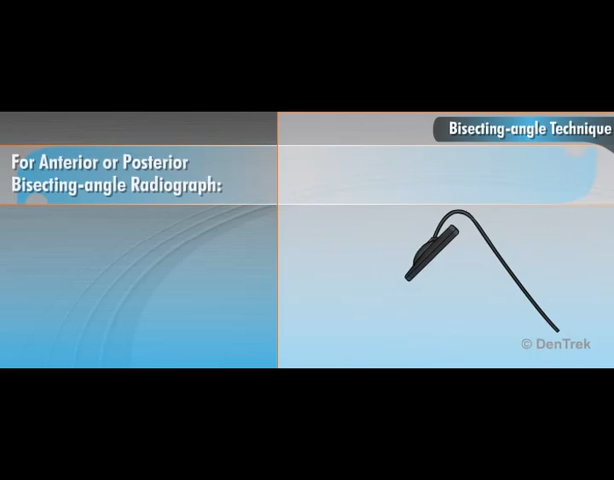 Bisecting-angle Technique
For Anterior or Posterior
Bisecting-angle Radiograph:
© DenTrek